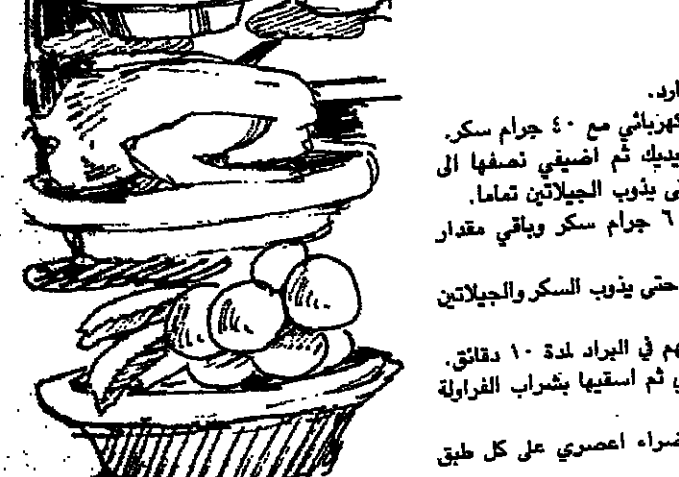 ارد.
كهربائي مع ٤٠ جرام سكر.
يديك ثم اضيفي نصفها الى
ى يذوب الجيلاتين تماما.
٦ جرام سكر وباقي مقدار
حتى يذوب السكر والجيلاتين
هم في البراد لمدة ١٠ دقائق.
ي ثم اسقيها بشراب الفراولة
ضراء اعصري على كل طبق